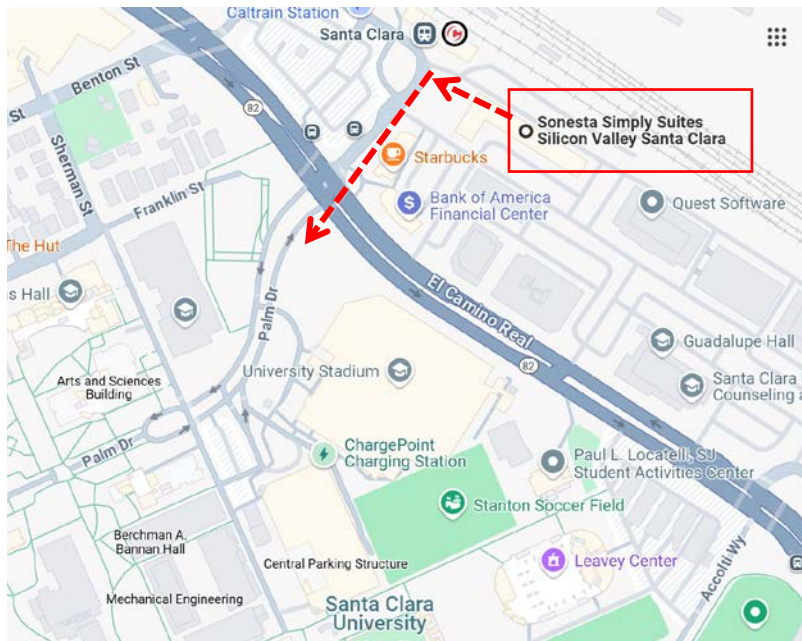 Caltrain Station
Santa Clara
Benton St
St
82
Sonesta Simply Suites
Silicon Valley Santa Clara
Sherman St
Starbucks
Franklin St
$
Bank of America
Financial Center
Quest Software
The Hut
s Hall
Palm Dr
El Camino Real
Guadalupe Hall
University Stadium
82
Santa Clara
Counseling a
Arts and Sciences
Building
Palm Dr
ChargePoint
Charging Station
Paul L. Locatelli, SJ
Student Activities Center
Stanton Soccer Field
Berchman A.
Bannan Hall
Central Parking Structure
Leavey Center
Accolti Wy
Mechanical Engineering
Santa Clara
University